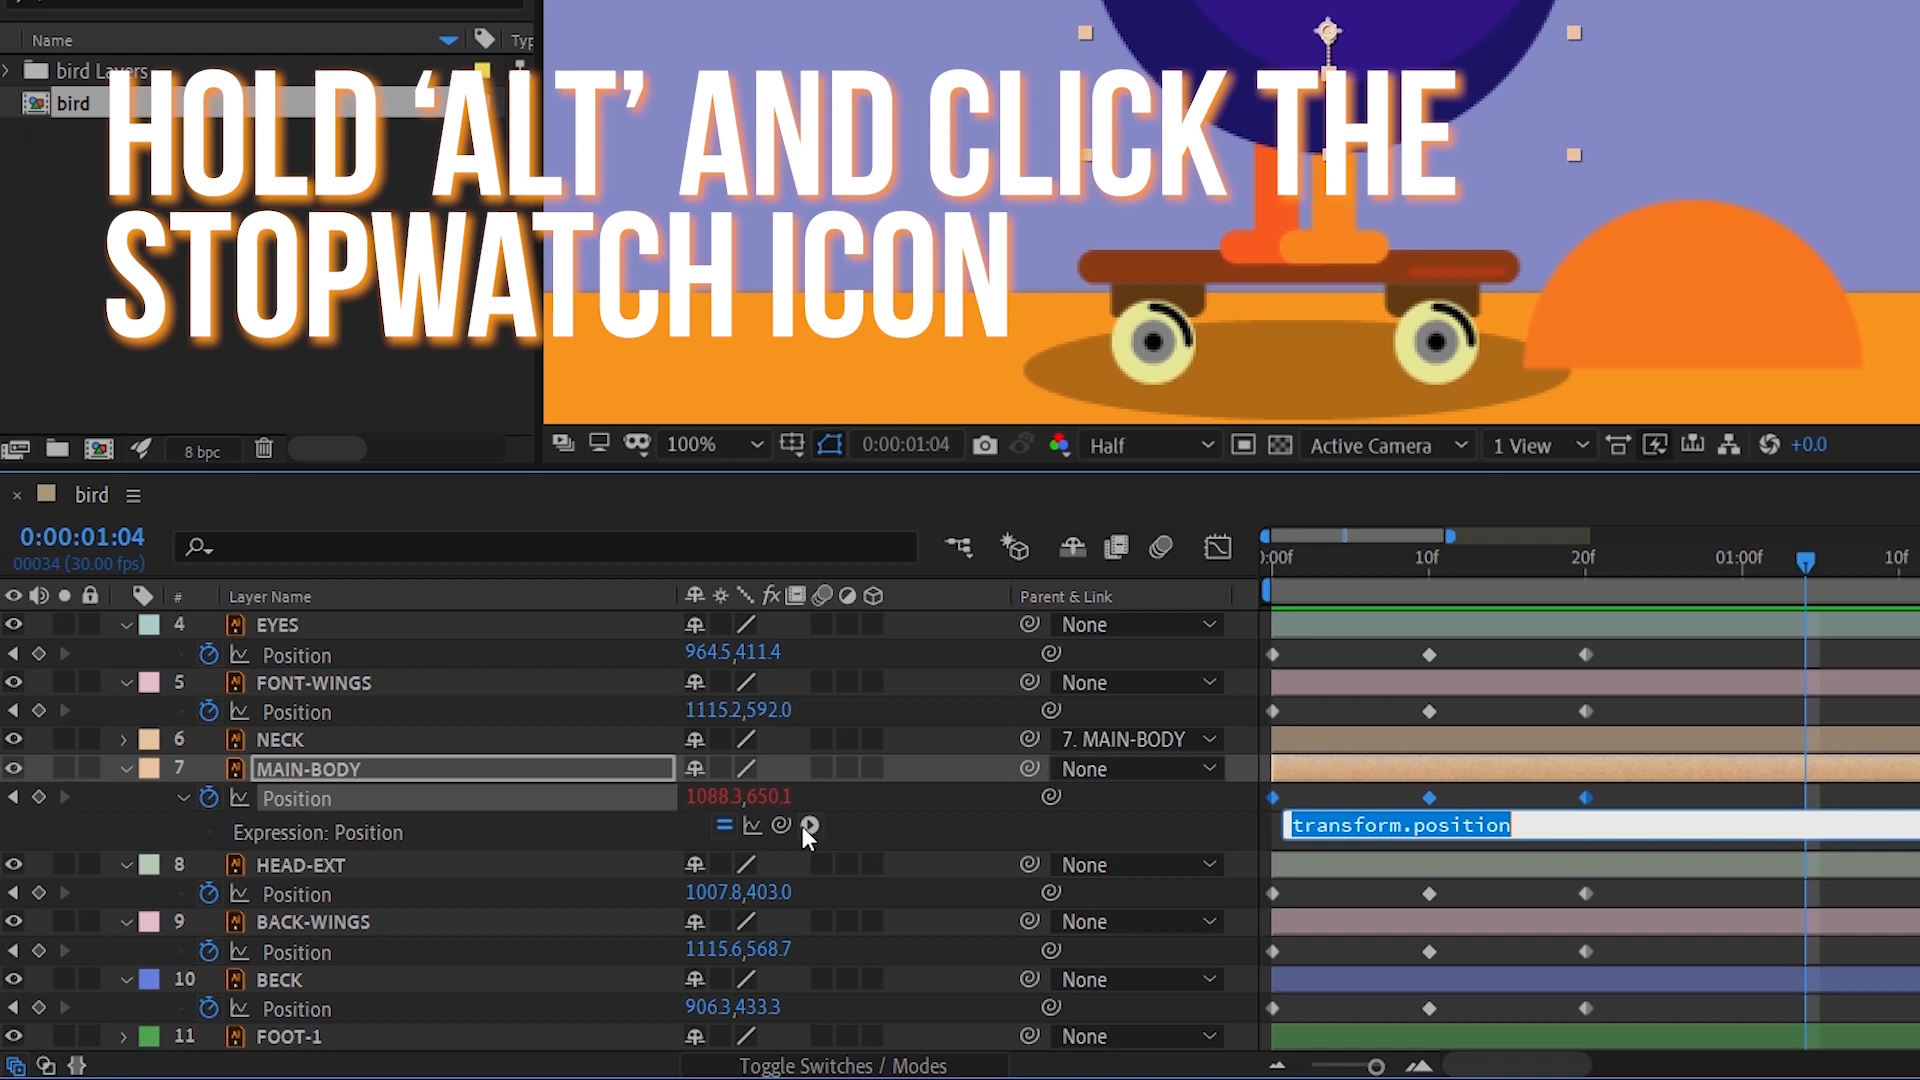 Name
Typ
bird Layers
bird
HOLD ‘ALT’ AND CLICK THE
STOPWATCH ICON
8 bpc
100%
0:00:01:04
Half
Active Camera
1 View
+0.0
bird
0:00:01:04
00034 (30.00 fps)
0:00f
10f
20f
01:00f
10f
#
Layer Name
fx
Parent & Link
4 EYES None
Position 964.5,411.4
5 FONT-WINGS None
Position 1115.2,592.0
6 NECK 7. MAIN-BODY
7 MAIN-BODY None
Position 1088.3,650.1
Expression: Position
transform.position
8 HEAD-EXT None
Position 1007.8,403.0
9 BACK-WINGS None
Position 1115.6,568.7
10 BECK None
Position 906.3,433.3
11 FOOT-1 None
Toggle Switches / Modes